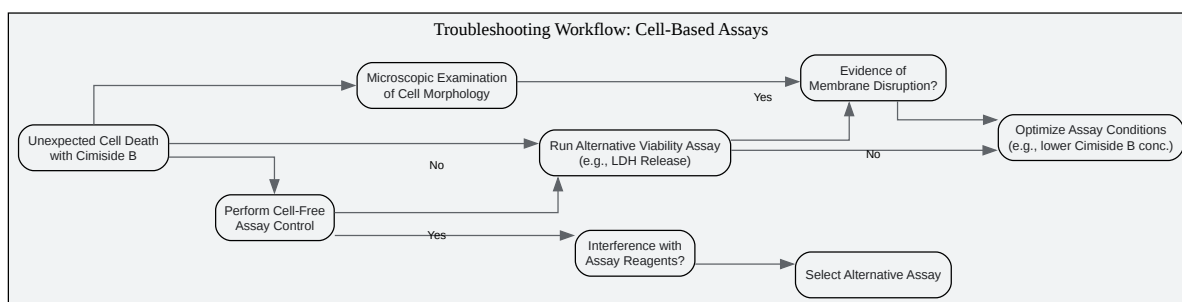 Troubleshooting Workflow: Cell-Based Assays
Microscopic Examination
of Cell Morphology
Evidence of
Membrane Disruption?
Yes
Unexpected Cell Death
with Cimiside B
Run Alternative Viability Assay
(e.g., LDH Release)
Optimize Assay Conditions
(e.g., lower Cimiside B conc.)
No
No
Perform Cell-Free
Assay Control
Yes
Interference with
Assay Reagents?
Select Alternative Assay